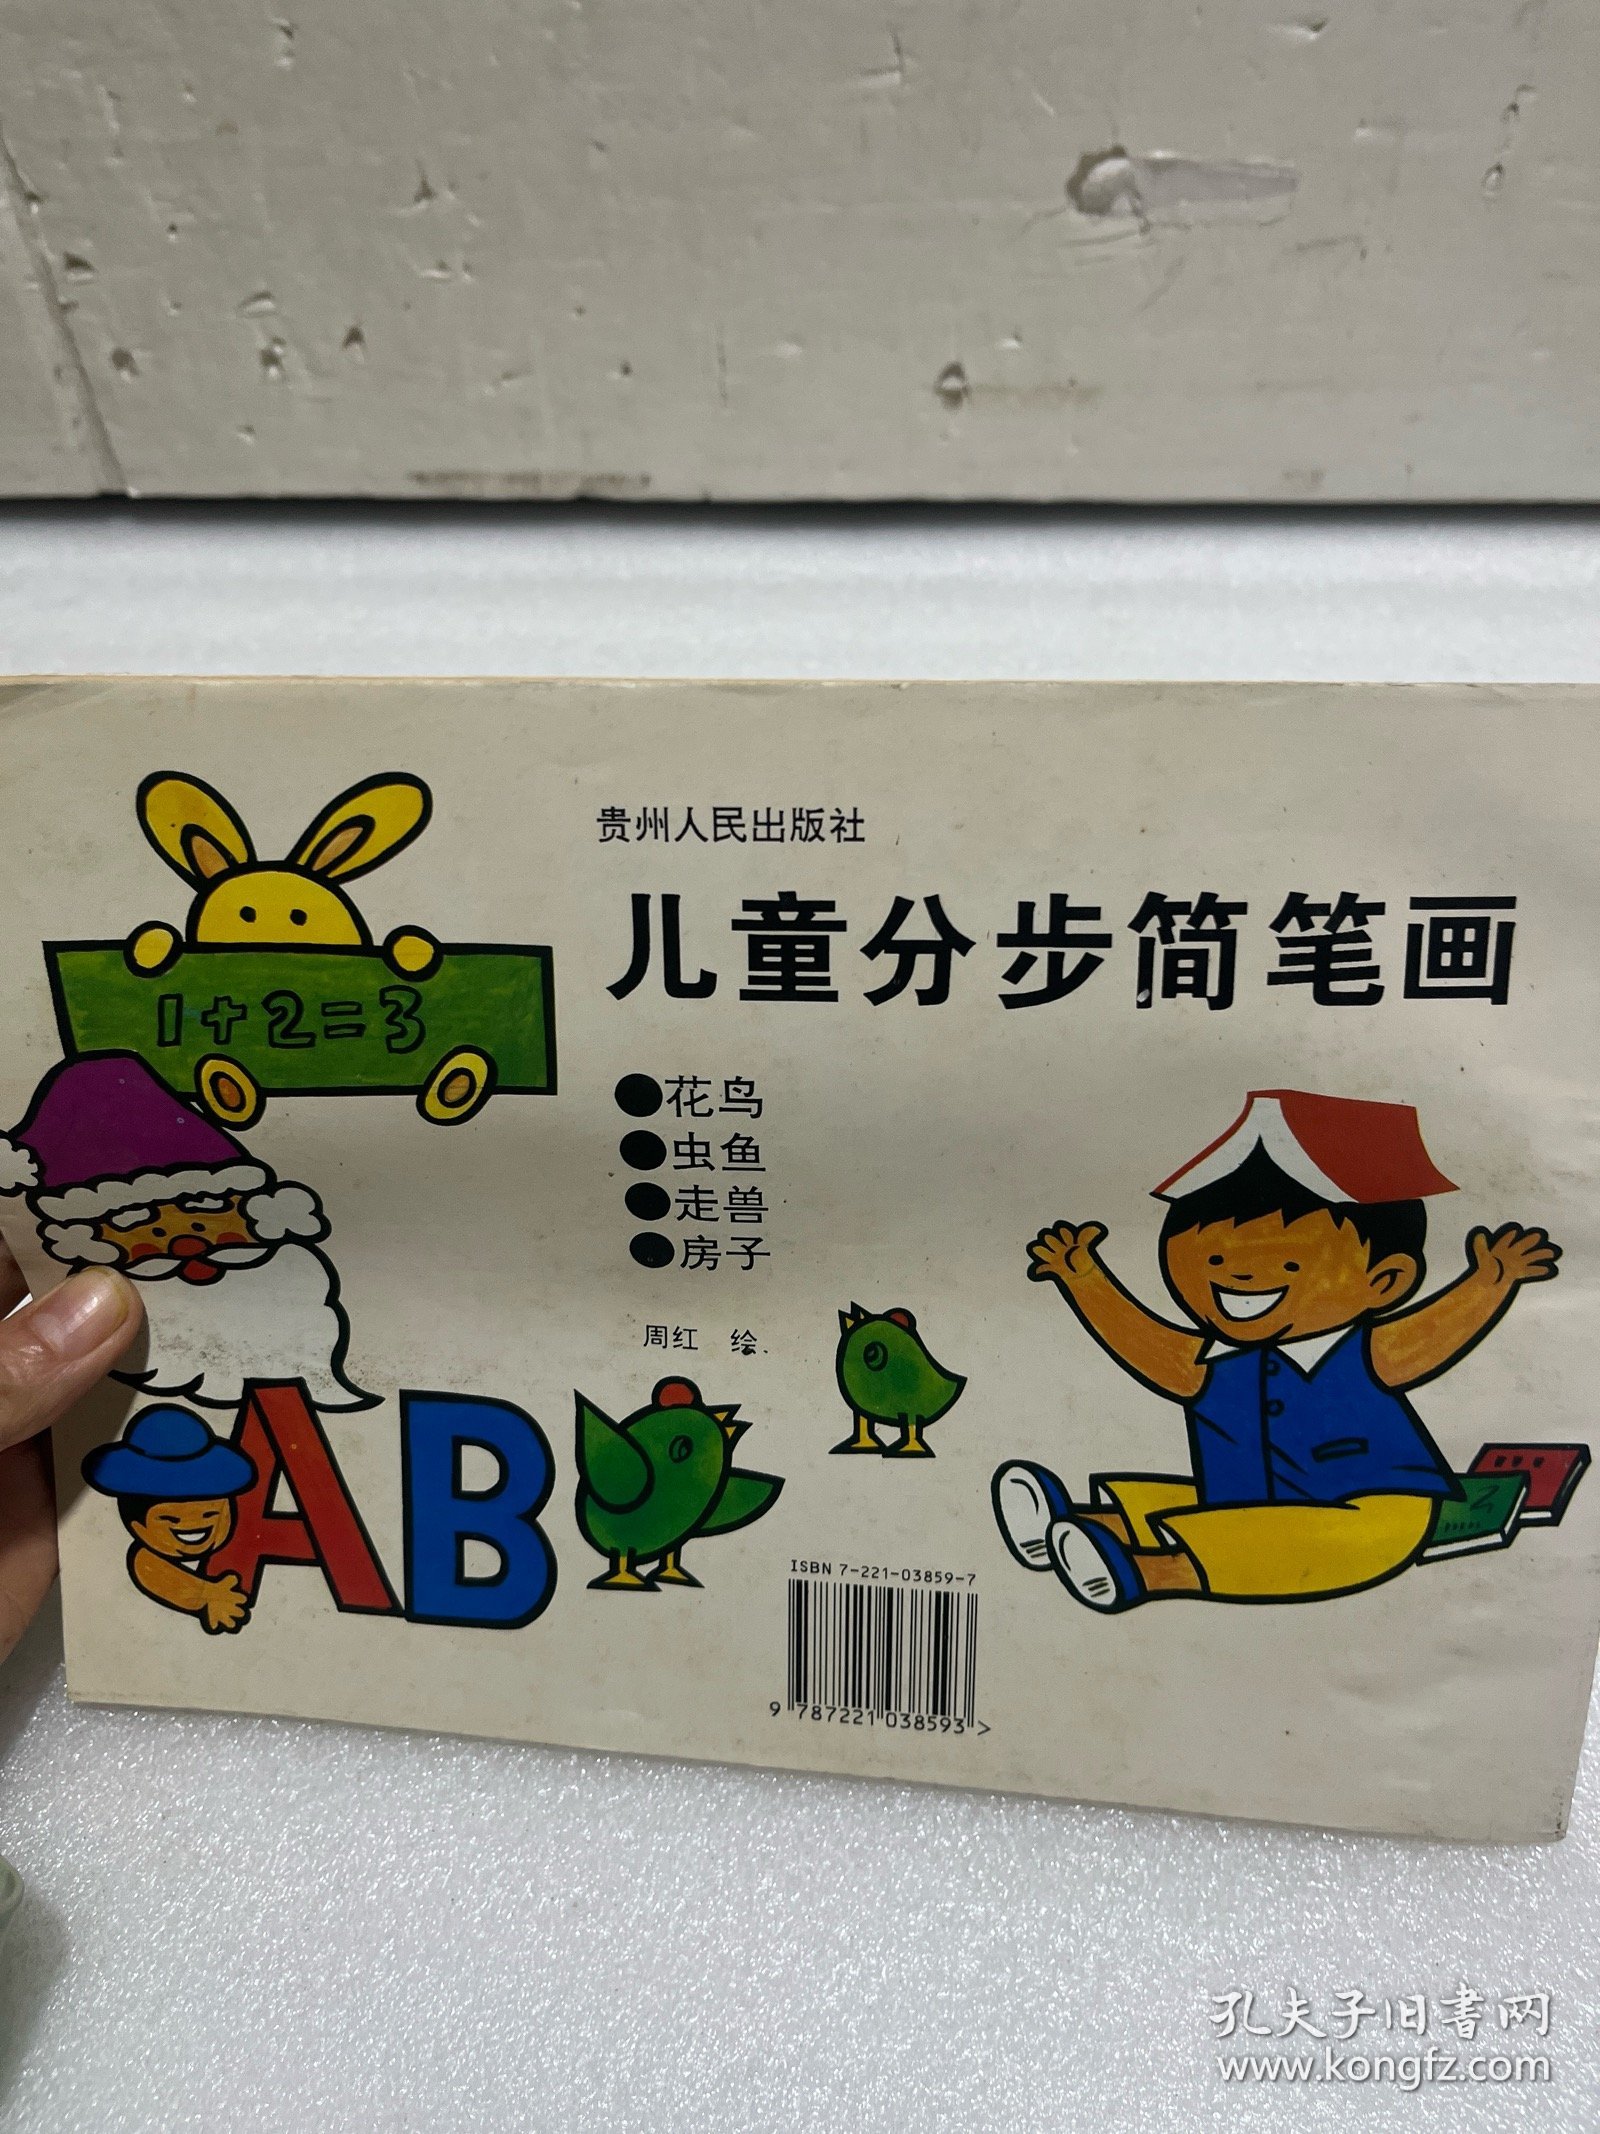 贵州人民出版社
儿童分步简笔画
1+2=3
●花鸟
●虫鱼
●走兽
●房子
周红 绘
AB
ISBN 7-221-03859-7
9 787221 038593 >
孔夫子旧书网
www.kongfz.com